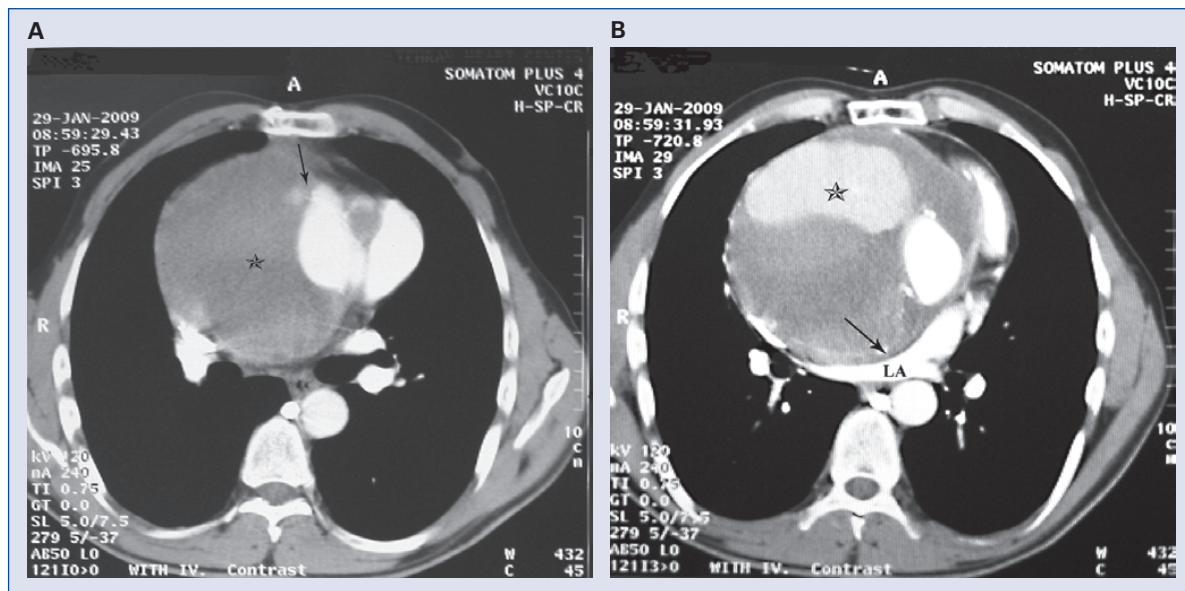 A
A
SOMATOM PLUS 4
VC10C
H-SP-CR
29-JAN-2009
08:59:29.43
TP -695.8
IMA 25
SPI 3
R
10
C
kV 120
mA 240
TI 0.75
GT 0.0
SL 5.0/7.5
279 5/-37
AB50 L0
121I0>0
WITH IV. Contrast
W 432
C 45
B
A
SOMATOM PLUS 4
VC10C
H-SP-CR
29-JAN-2009
08:59:31.93
TP -720.8
IMA 29
SPI 3
R
LA
10
C
kV 120
mA 240
TI 0.75
GT 0.0
SL 5.0/7.5
279 5/-37
AB50 L0
121I3>0
WITH IV. Contrast
W 432
C 45